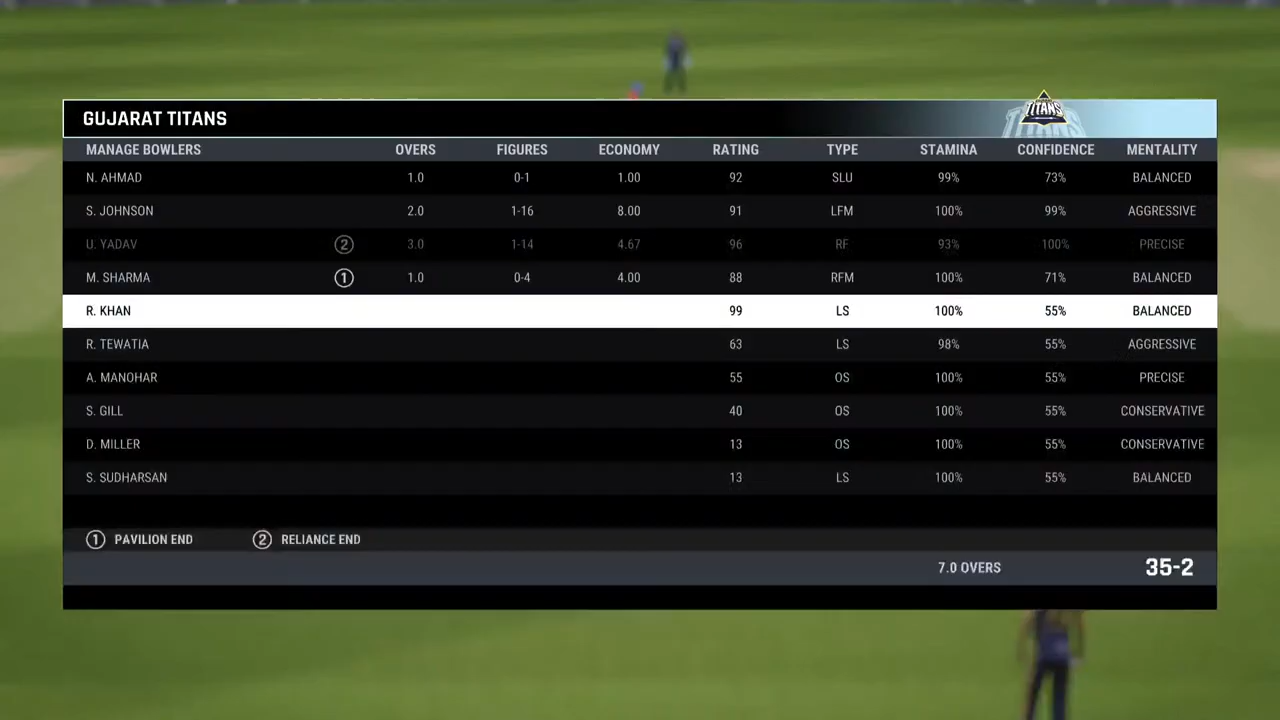 GUJARAT TITANS
TITANS
MANAGE BOWLERS OVERS FIGURES ECONOMY RATING TYPE STAMINA CONFIDENCE MENTALITY
N. AHMAD 1.0 0-1 1.00 92 SLU 99% 73% BALANCED
S. JOHNSON 2.0 1-16 8.00 91 LFM 100% 99% AGGRESSIVE
U. YADAV 2 3.0 1-14 4.67 96 RF 93% 100% PRECISE
M. SHARMA 1 1.0 0-4 4.00 88 RFM 100% 71% BALANCED
R. KHAN 99 LS 100% 55% BALANCED
R. TEWATIA 63 LS 98% 55% AGGRESSIVE
A. MANOHAR 55 OS 100% 55% PRECISE
S. GILL 40 OS 100% 55% CONSERVATIVE
D. MILLER 13 OS 100% 55% CONSERVATIVE
S. SUDHARSAN 13 LS 100% 55% BALANCED
1 PAVILION END 2 RELIANCE END
7.0 OVERS 35-2